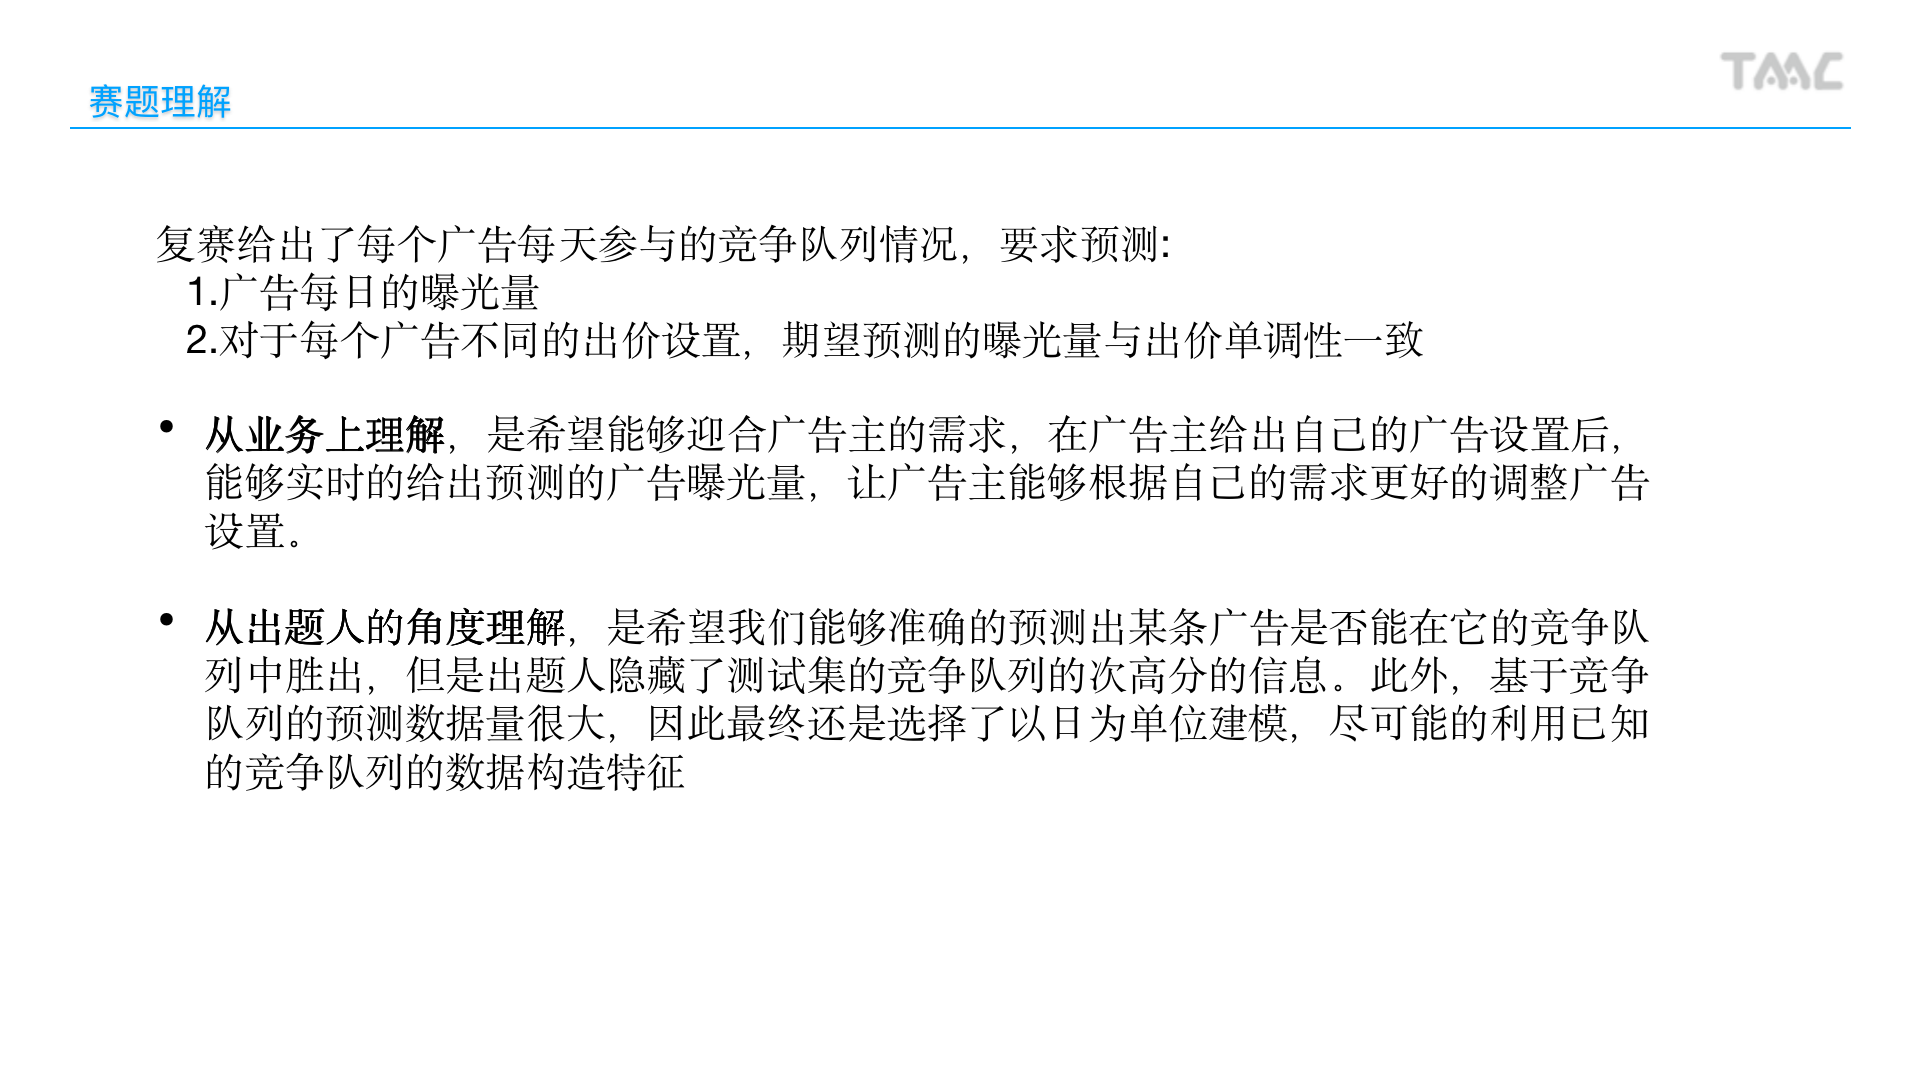 赛题理解
TAAC
复赛给出了每个广告每天参与的竞争队列情况，要求预测:
1.广告每日的曝光量
2.对于每个广告不同的出价设置，期望预测的曝光量与出价单调性一致
• 从业务上理解，是希望能够迎合广告主的需求，在广告主给出自己的广告设置后，
能够实时的给出预测的广告曝光量，让广告主能够根据自己的需求更好的调整广告
设置。
• 从出题人的角度理解，是希望我们能够准确的预测出某条广告是否能在它的竞争队
列中胜出，但是出题人隐藏了测试集的竞争队列的次高分的信息。此外，基于竞争
队列的预测数据量很大，因此最终还是选择了以日为单位建模，尽可能的利用已知
的竞争队列的数据构造特征